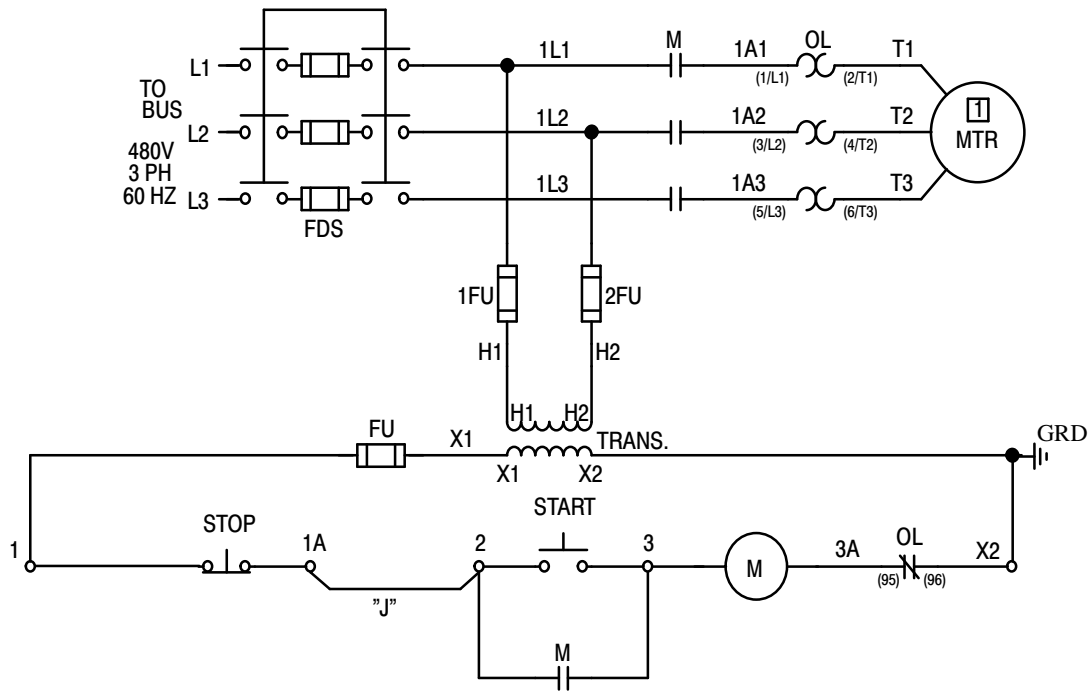 1L1
M
1A1
OL
T1
L1
(1/L1)
(2/T1)
TO
BUS
1
L2
1L2
1A2
T2
MTR
(3/L2)
(4/T2)
480V
3 PH
60 HZ
L3
1L3
1A3
T3
(5/L3)
(6/T3)
FDS
1FU
2FU
H1
H2
H1
H2
FU
X1
TRANS.
GRD
X1
X2
STOP
START
1
1A
2
3
M
3A
OL
X2
(95)
(96)
"J"
M